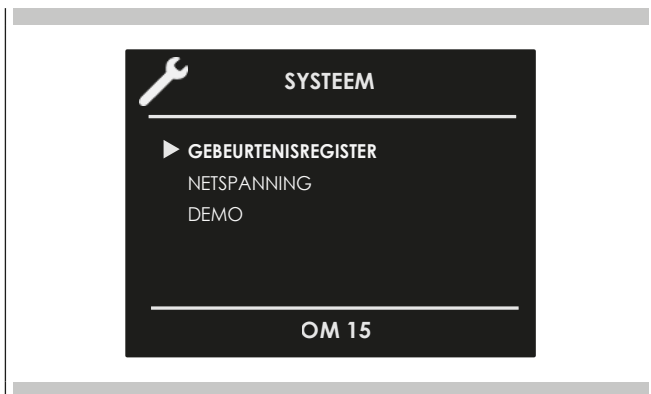 SYSTEEM
GEBEURTENISREGISTER
NETSPANNING
DEMO
OM 15